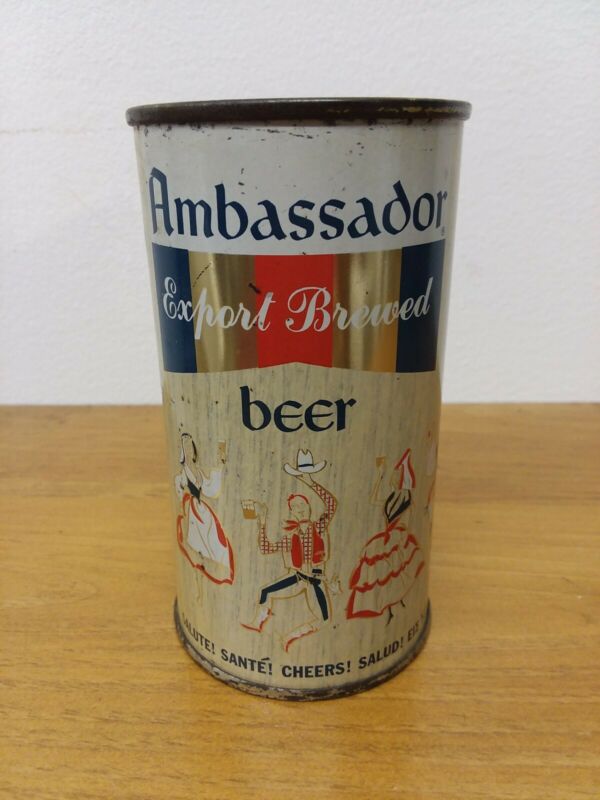 Ambassador®
Export Brewed
beer
SALUTE! SANTÉ! CHEERS! SALUD!